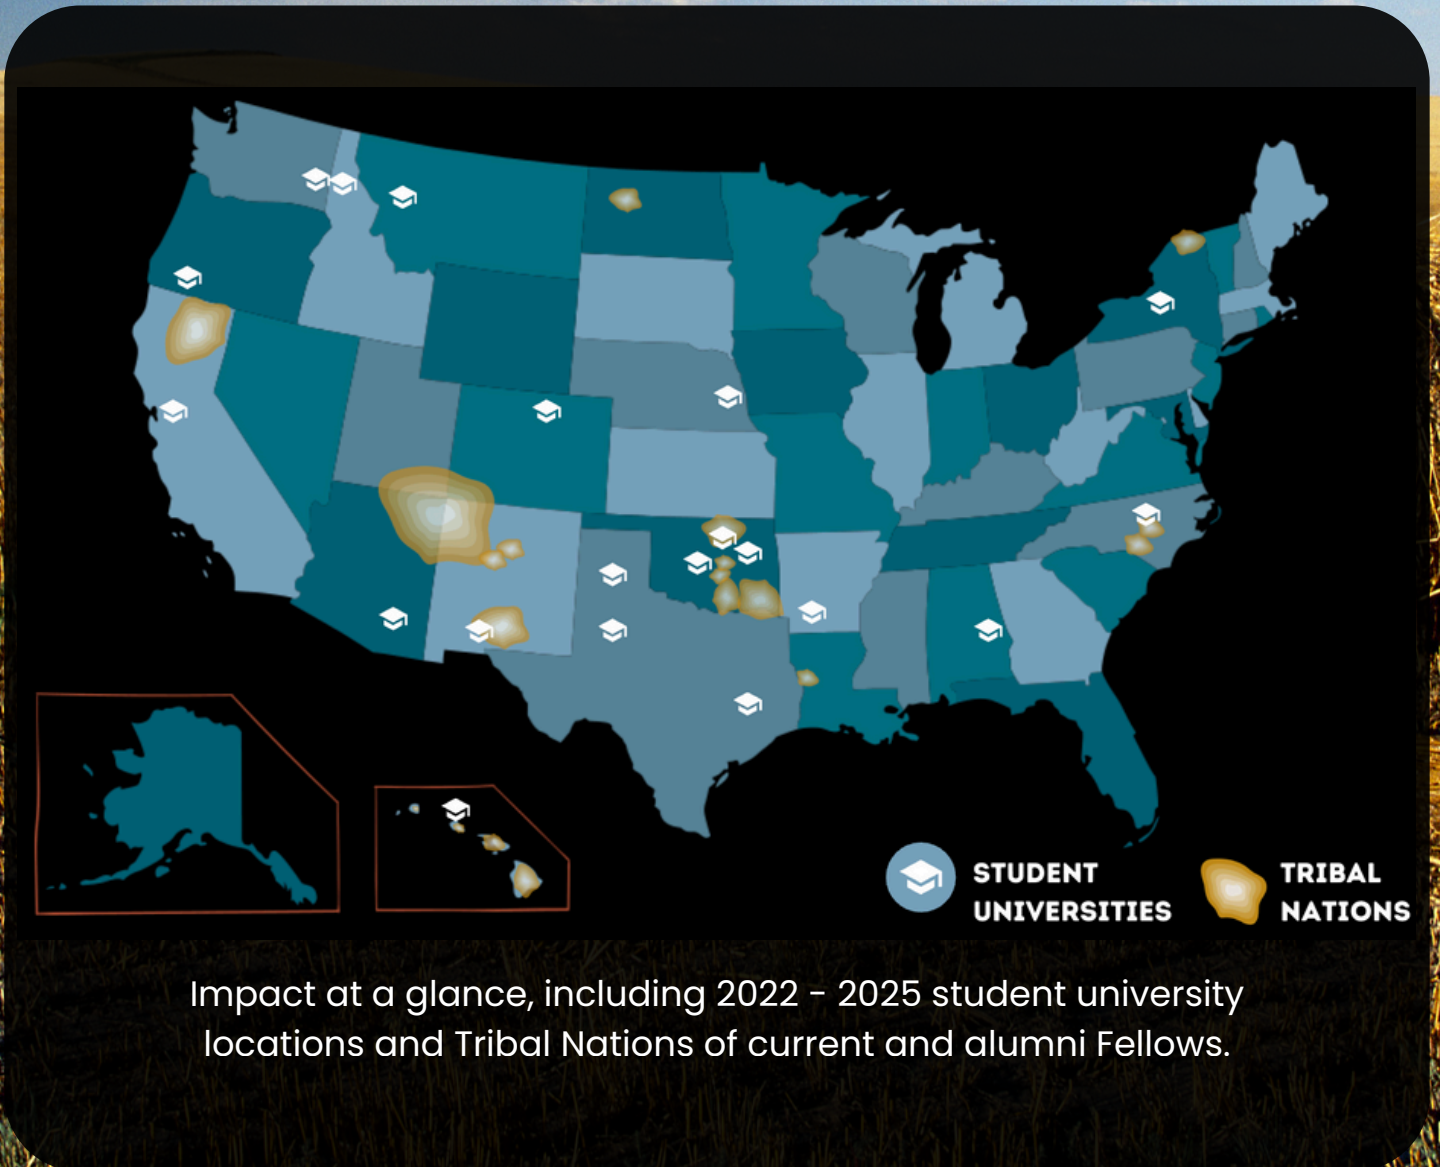 STUDENT
UNIVERSITIES
TRIBAL
NATIONS
Impact at a glance, including 2022 - 2025 student university
locations and Tribal Nations of current and alumni Fellows.